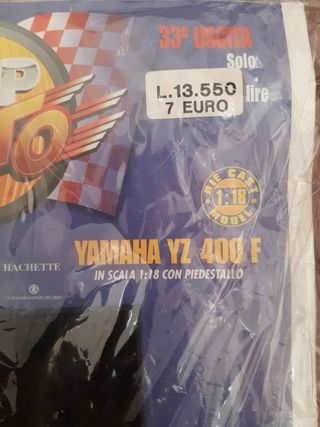 33ª USCITA
Solo
L.13.550
7 EURO
lire
P
TO
DIE CAST
1:18
MODEL
YAMAHA YZ 400 F
IN SCALA 1:18 CON PIEDESTALLO
HACHETTE